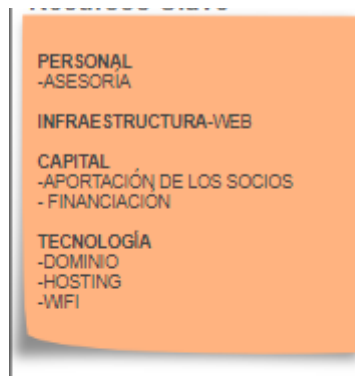 PERSONAL
-ASESORÍA
INFRAESTRUCTURA-WEB
CAPITAL
-APORTACIÓN DE LOS SOCIOS
- FINANCIACIÓN
TECNOLOGÍA
-DOMINIO
-HOSTING
-WIFI